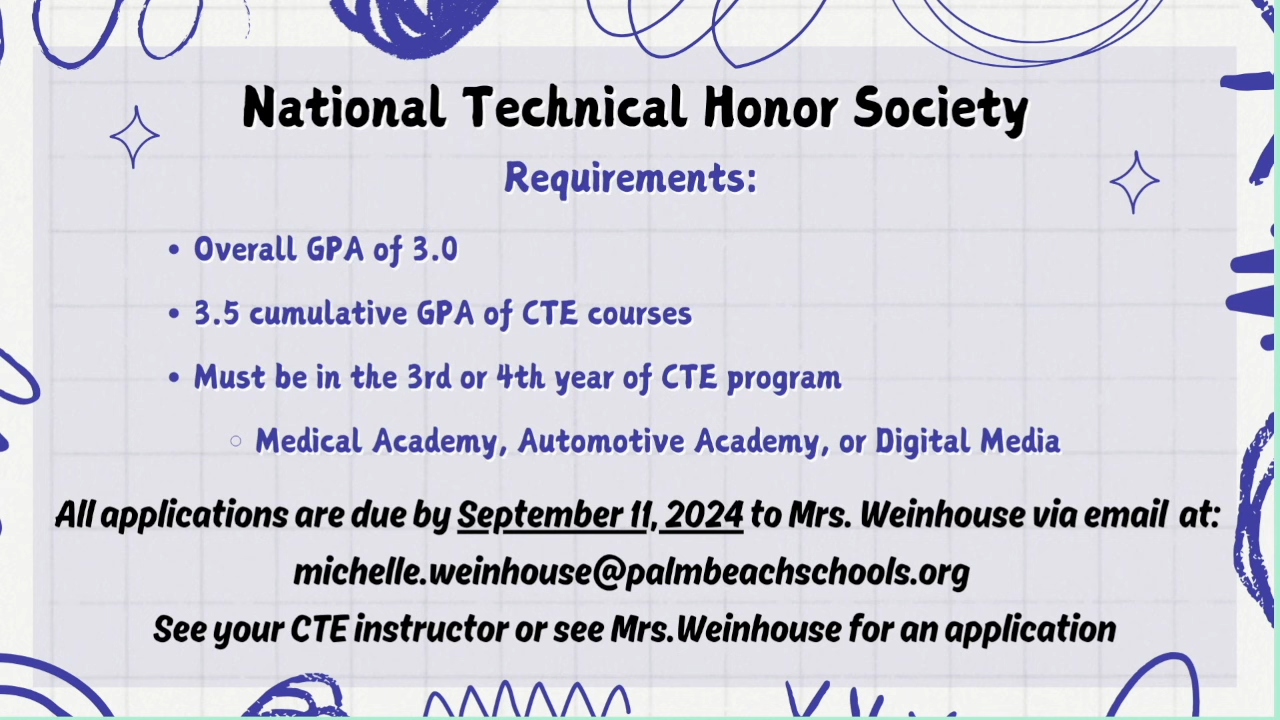 National Technical Honor Society
Requirements:
• Overall GPA of 3.0
• 3.5 cumulative GPA of CTE courses
• Must be in the 3rd or 4th year of CTE program
○ Medical Academy, Automotive Academy, or Digital Media
All applications are due by September 11, 2024 to Mrs. Weinhouse via email at:
michelle.weinhouse@palmbeachschools.org
See your CTE instructor or see Mrs.Weinhouse for an application